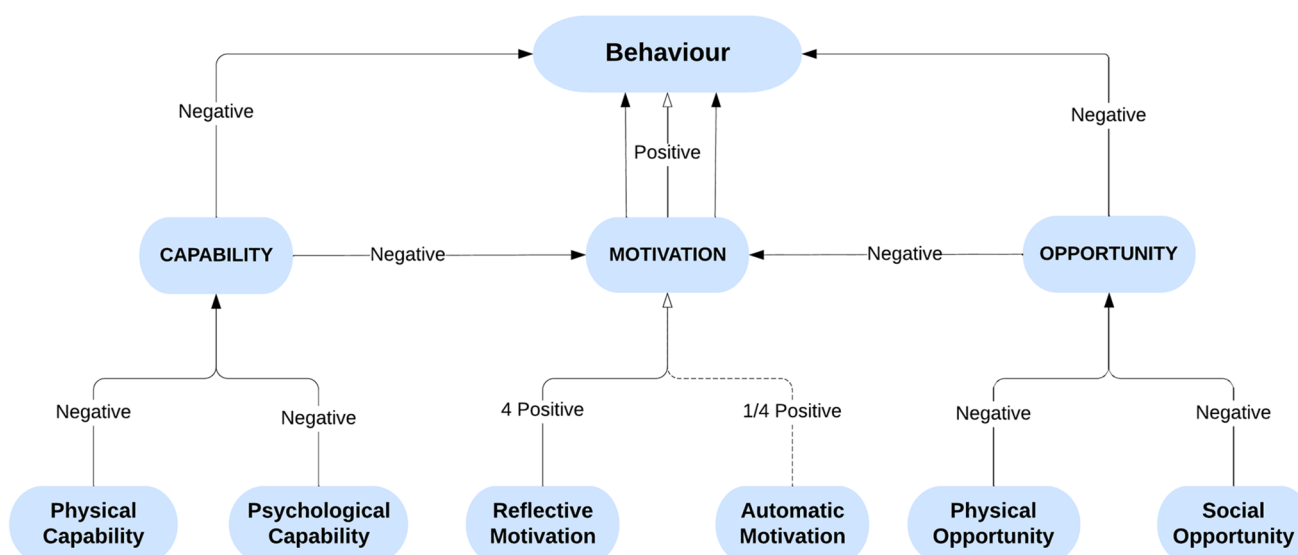 Behaviour
Negative
Negative
Positive
CAPABILITY
Negative
MOTIVATION
Negative
OPPORTUNITY
Negative
Negative
4 Positive
1/4 Positive
Negative
Negative
Physical
Capability
Psychological
Capability
Reflective
Motivation
Automatic
Motivation
Physical
Opportunity
Social
Opportunity